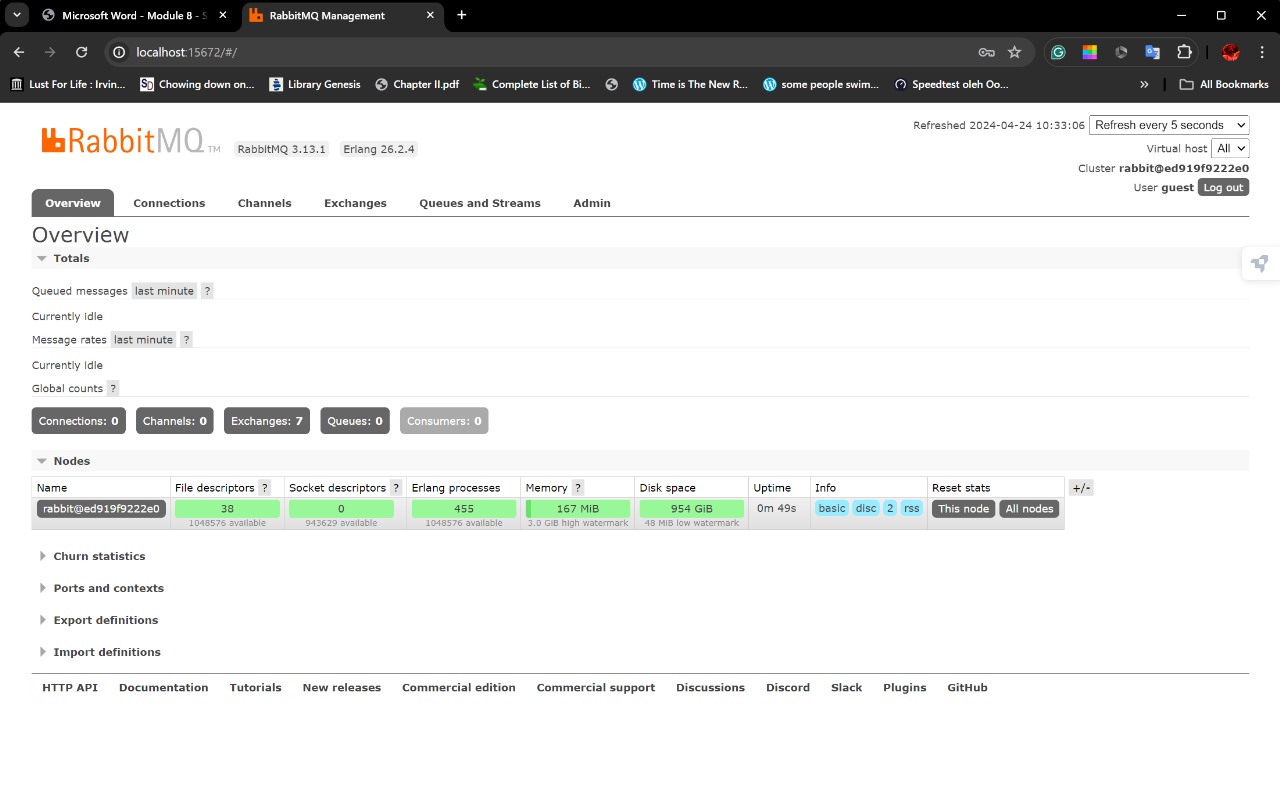 Microsoft Word - Module 8 - S
RabbitMQ Management
localhost:15672/#/
Lust For Life : Irvin...
Chowing down on...
Library Genesis
Chapter II.pdf
Complete List of Bi...
Time is The New R...
some people swim...
Speedtest oleh Oo...
All Bookmarks
RabbitMQ TM
RabbitMQ 3.13.1
Erlang 26.2.4
Refreshed 2024-04-24 10:33:06 Refresh every 5 seconds
Virtual host All
Cluster rabbit@ed919f9222e0
User guest Log out
Overview Connections Channels Exchanges Queues and Streams Admin
Overview
Totals
Queued messages last minute ?
Currently idle
Message rates last minute ?
Currently idle
Global counts ?
Connections: 0 Channels: 0 Exchanges: 7 Queues: 0 Consumers: 0
Nodes
Name File descriptors ? Socket descriptors ? Erlang processes Memory ? Disk space Uptime Info Reset stats +/-
rabbit@ed919f9222e0 38 0 455 167 MiB 954 GiB 0m 49s basic disc 2 rss This node All nodes
1048576 available 943629 available 1048576 available 3.0 GiB high watermark 48 MiB low watermark
Churn statistics
Ports and contexts
Export definitions
Import definitions
HTTP API Documentation Tutorials New releases Commercial edition Commercial support Discussions Discord Slack Plugins GitHub